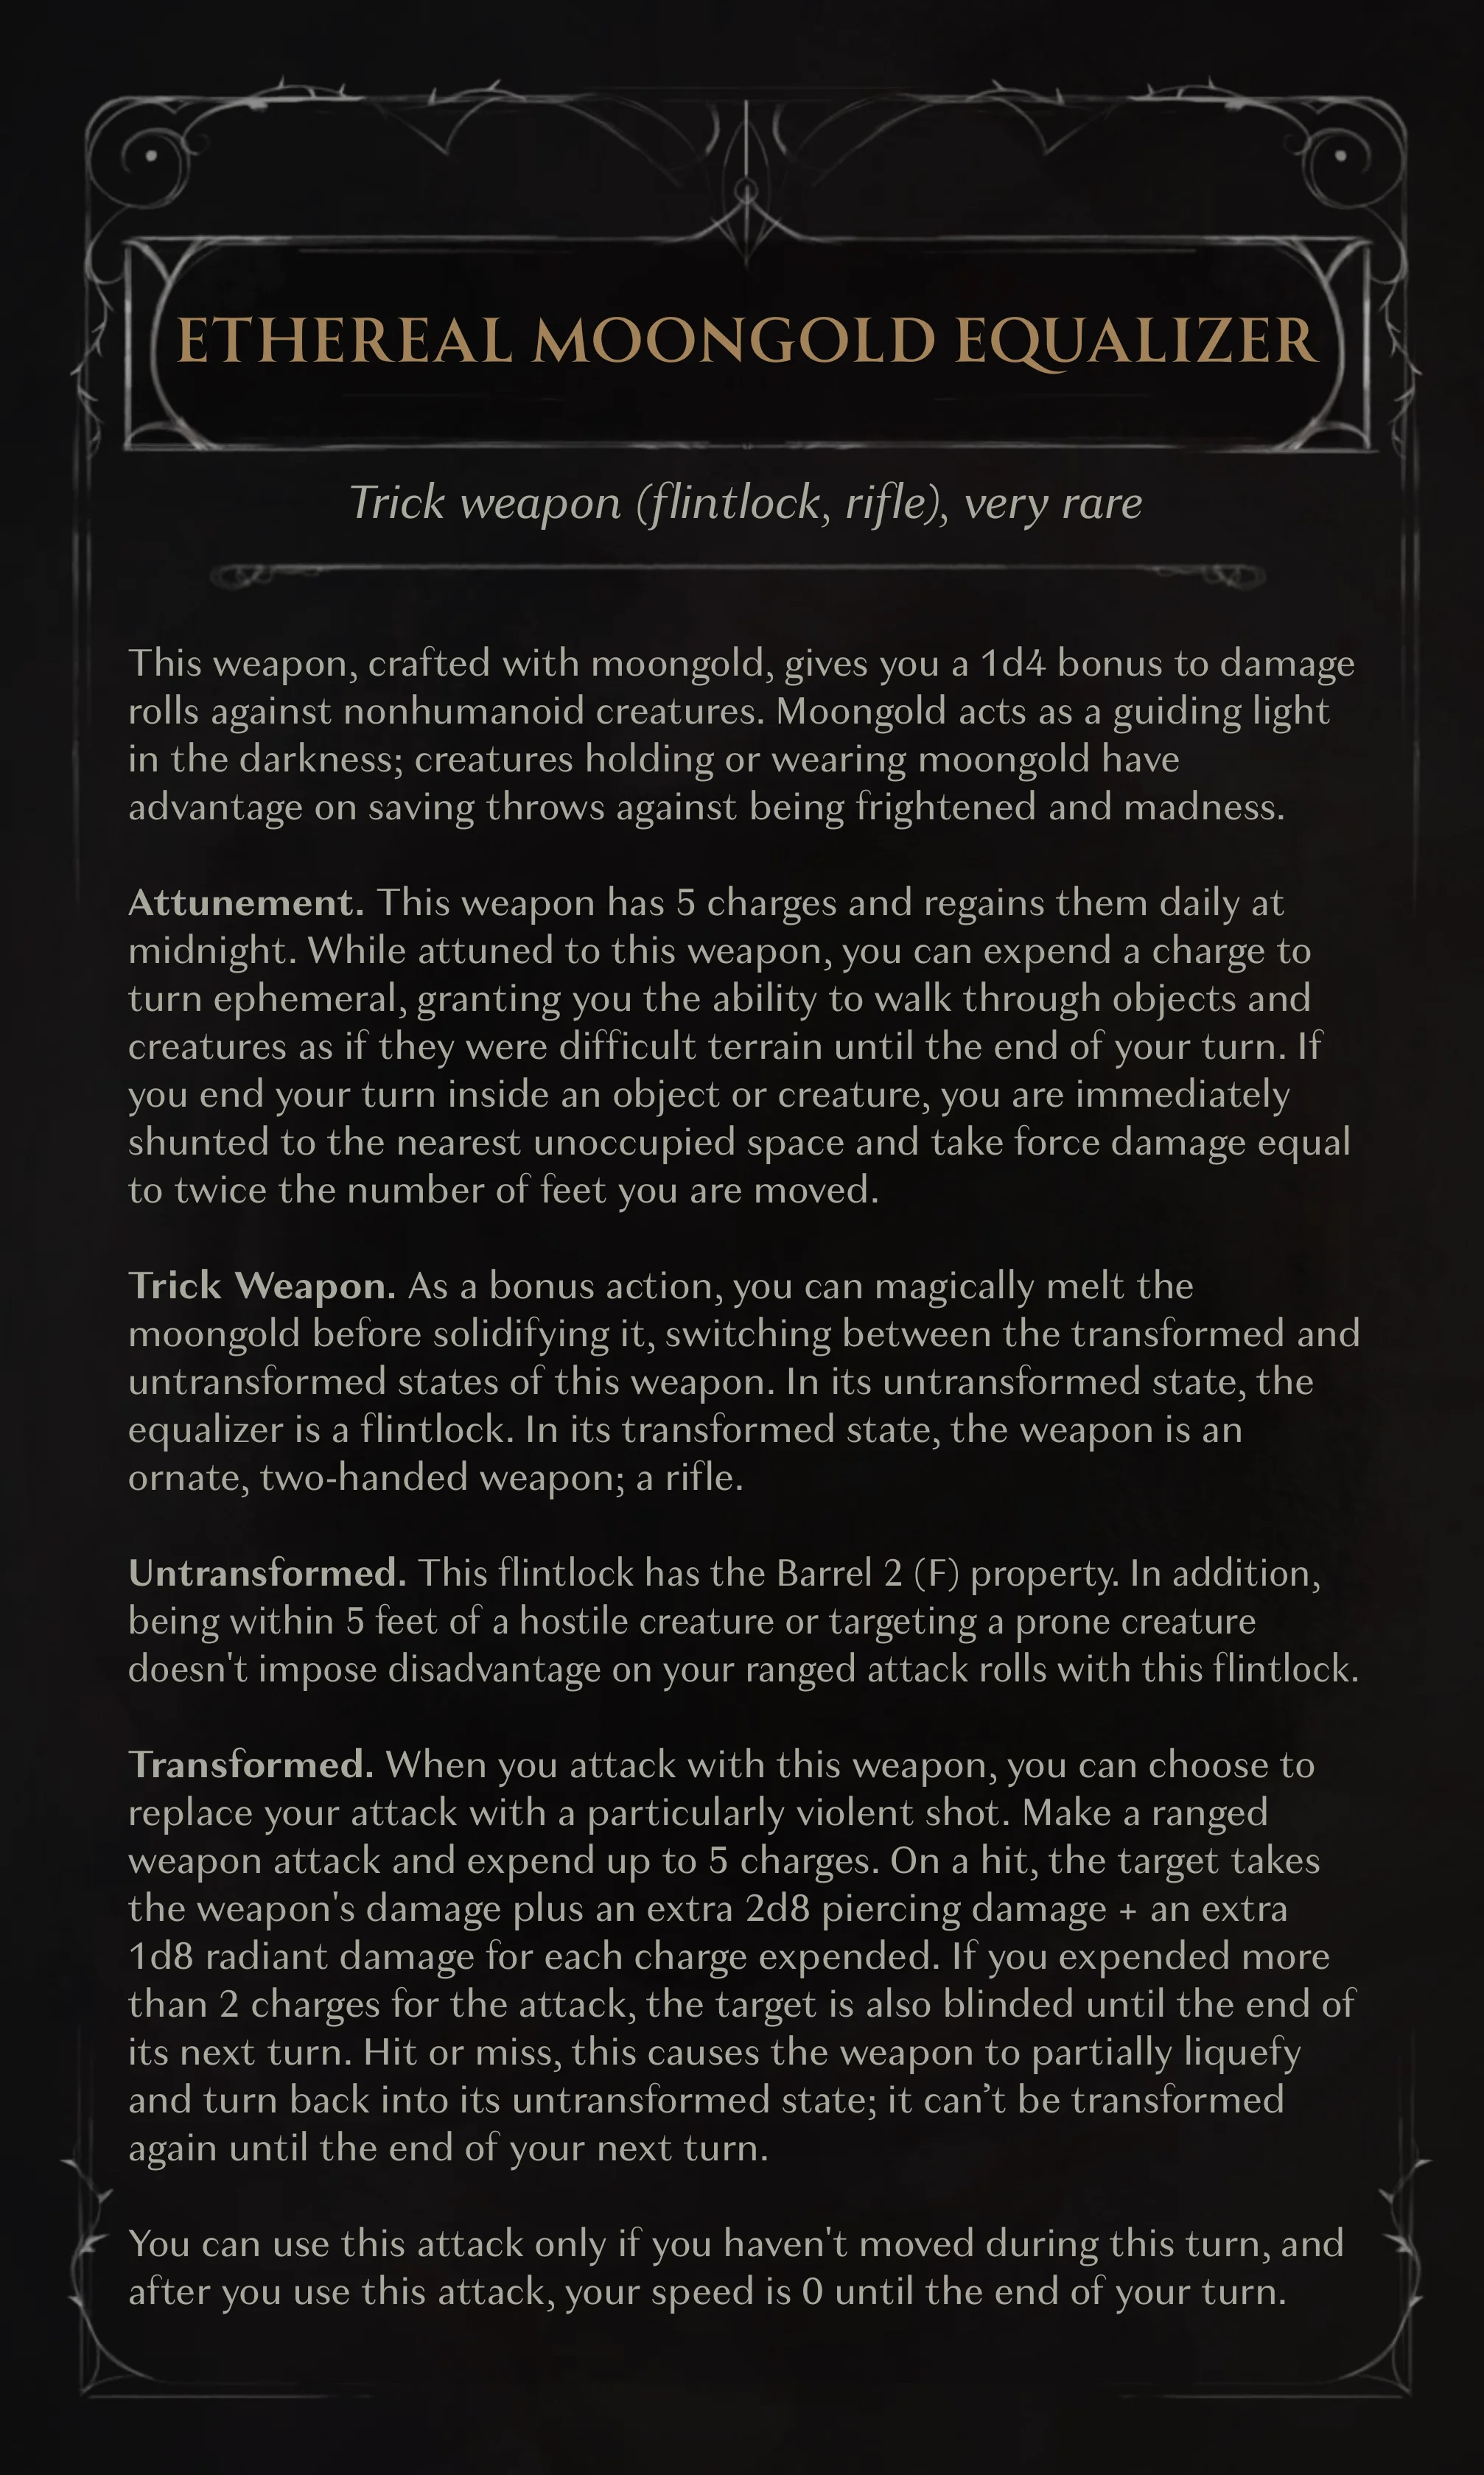 ETHEREAL MOONGOLD EQUALIZER
Trick weapon (flintlock, rifle), very rare
This weapon, crafted with moongold, gives you a 1d4 bonus to damage
rolls against nonhumanoid creatures. Moongold acts as a guiding light
in the darkness; creatures holding or wearing moongold have
advantage on saving throws against being frightened and madness.
Attunement. This weapon has 5 charges and regains them daily at
midnight. While attuned to this weapon, you can expend a charge to
turn ephemeral, granting you the ability to walk through objects and
creatures as if they were difficult terrain until the end of your turn. If
you end your turn inside an object or creature, you are immediately
shunted to the nearest unoccupied space and take force damage equal
to twice the number of feet you are moved.
Trick Weapon. As a bonus action, you can magically melt the
moongold before solidifying it, switching between the transformed and
untransformed states of this weapon. In its untransformed state, the
equalizer is a flintlock. In its transformed state, the weapon is an
ornate, two-handed weapon; a rifle.
Untransformed. This flintlock has the Barrel 2 (F) property. In addition,
being within 5 feet of a hostile creature or targeting a prone creature
doesn't impose disadvantage on your ranged attack rolls with this flintlock.
Transformed. When you attack with this weapon, you can choose to
replace your attack with a particularly violent shot. Make a ranged
weapon attack and expend up to 5 charges. On a hit, the target takes
the weapon's damage plus an extra 2d8 piercing damage + an extra
1d8 radiant damage for each charge expended. If you expended more
than 2 charges for the attack, the target is also blinded until the end of
its next turn. Hit or miss, this causes the weapon to partially liquefy
and turn back into its untransformed state; it can’t be transformed
again until the end of your next turn.
You can use this attack only if you haven't moved during this turn, and
after you use this attack, your speed is 0 until the end of your turn.